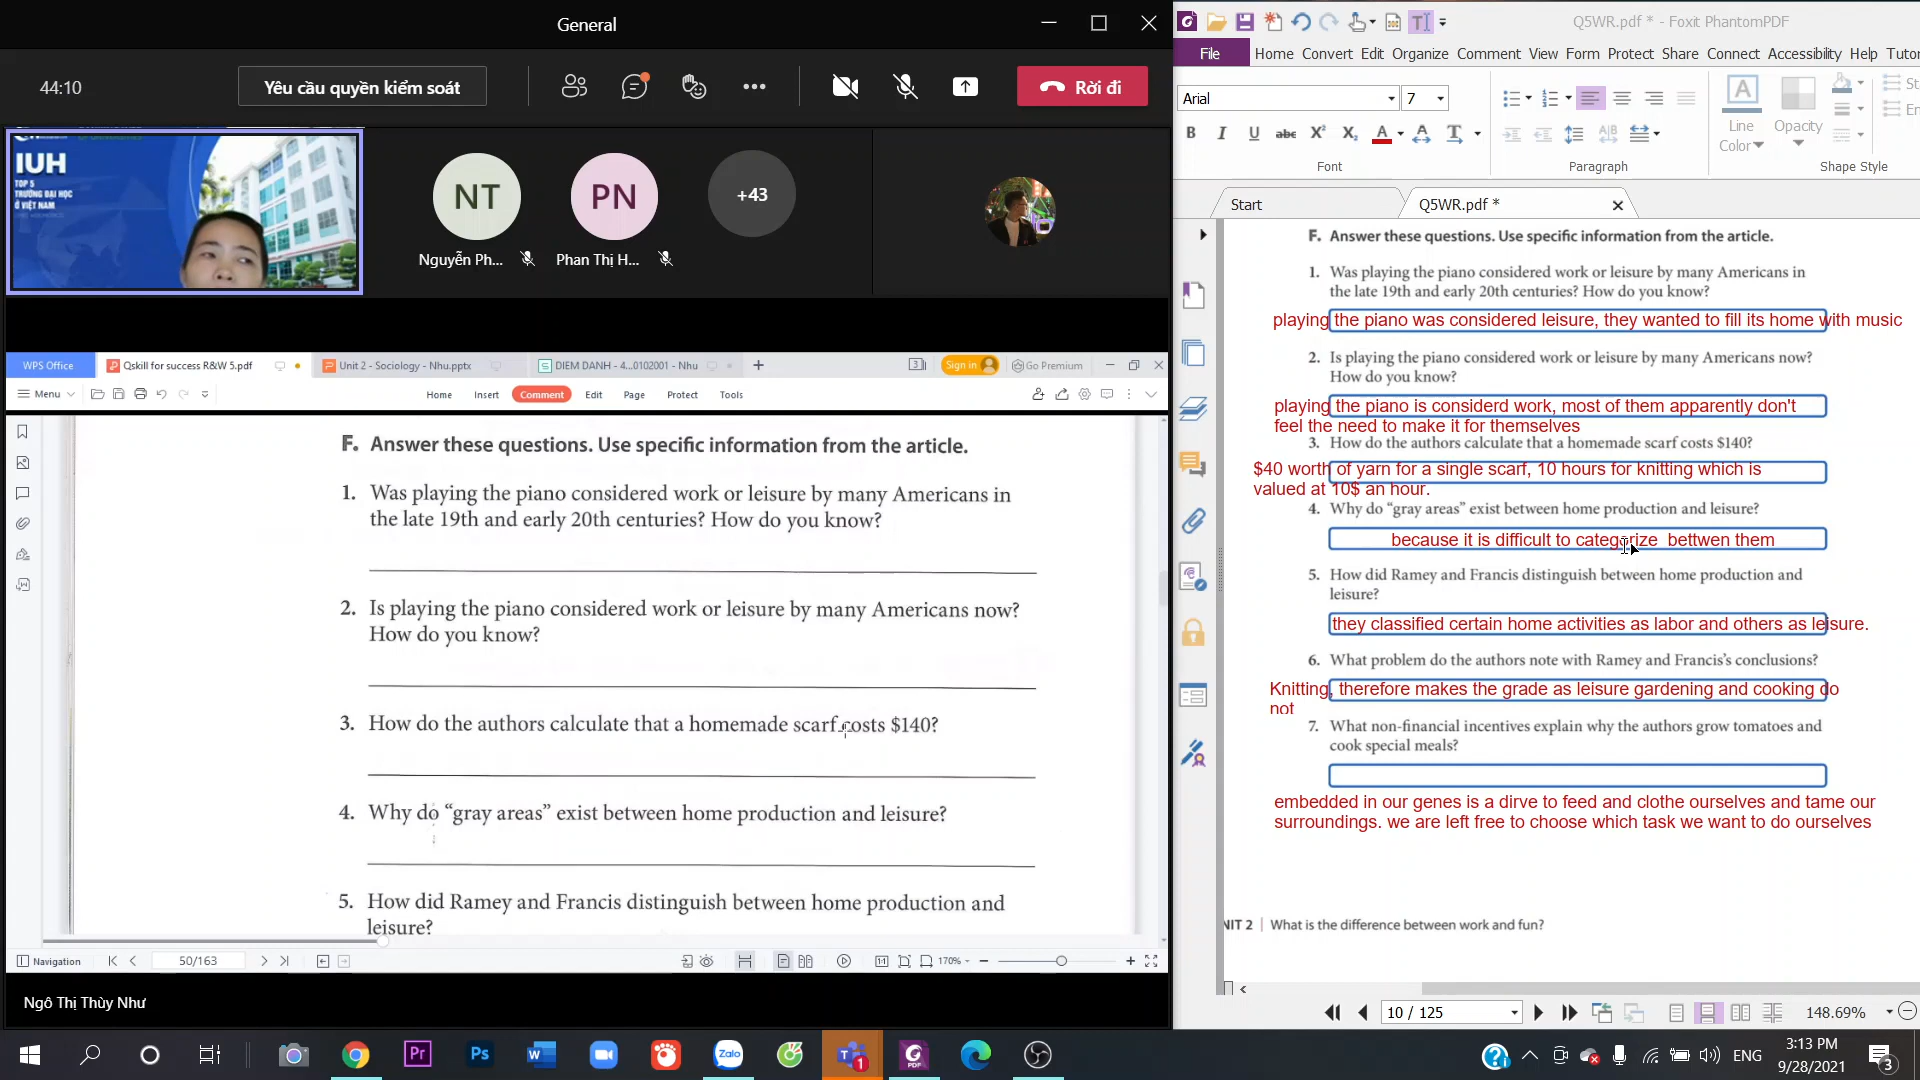 General
44:10
Yêu cầu quyền kiểm soát
Rời đi
IUH
TOP 5
TRƯỜNG ĐẠI HỌC
Ở VIỆT NAM
NT
PN
+43
Nguyễn Ph...
Phan Thị H...
WPS Office
Qskill for success R&W 5.pdf
Unit 2 - Sociology - Nhu.pptx
DIEM DANH - 4...0102001 - Nhu
Sign in
Go Premium
Menu
Home
Insert
Comment
Edit
Page
Protect
Tools
F. Answer these questions. Use specific information from the article.
1. Was playing the piano considered work or leisure by many Americans in
the late 19th and early 20th centuries? How do you know?
2. Is playing the piano considered work or leisure by many Americans now?
How do you know?
3. How do the authors calculate that a homemade scarf costs $140?
4. Why do “gray areas” exist between home production and leisure?
5. How did Ramey and Francis distinguish between home production and
leisure?
Navigation
50/163
170%
Ngô Thị Thùy Như
Q5WR.pdf * - Foxit PhantomPDF
File
Home
Convert
Edit
Organize
Comment
View
Form
Protect
Share
Connect
Accessibility
Help
Tutor
Arial
7
Font
Paragraph
Line
Color
Opacity
Shape Style
Start
Q5WR.pdf *
F. Answer these questions. Use specific information from the article.
1. Was playing the piano considered work or leisure by many Americans in
the late 19th and early 20th centuries? How do you know?
playing the piano was considered leisure, they wanted to fill its home with music
2. Is playing the piano considered work or leisure by many Americans now?
How do you know?
playing the piano is considerd work, most of them apparently don't
feel the need to make it for themselves
3. How do the authors calculate that a homemade scarf costs $140?
$40 worth of yarn for a single scarf, 10 hours for knitting which is
valued at 10$ an hour.
4. Why do “gray areas” exist between home production and leisure?
because it is difficult to categorize bettwen them
5. How did Ramey and Francis distinguish between home production and
leisure?
they classified certain home activities as labor and others as leisure.
6. What problem do the authors note with Ramey and Francis’s conclusions?
Knitting, therefore makes the grade as leisure gardening and cooking do
not
7. What non-financial incentives explain why the authors grow tomatoes and
cook special meals?
embedded in our genes is a dirve to feed and clothe ourselves and tame our
surroundings. we are left free to choose which task we want to do ourselves
NIT 2 | What is the difference between work and fun?
10 / 125
148.69%
ENG
3:13 PM
9/28/2021